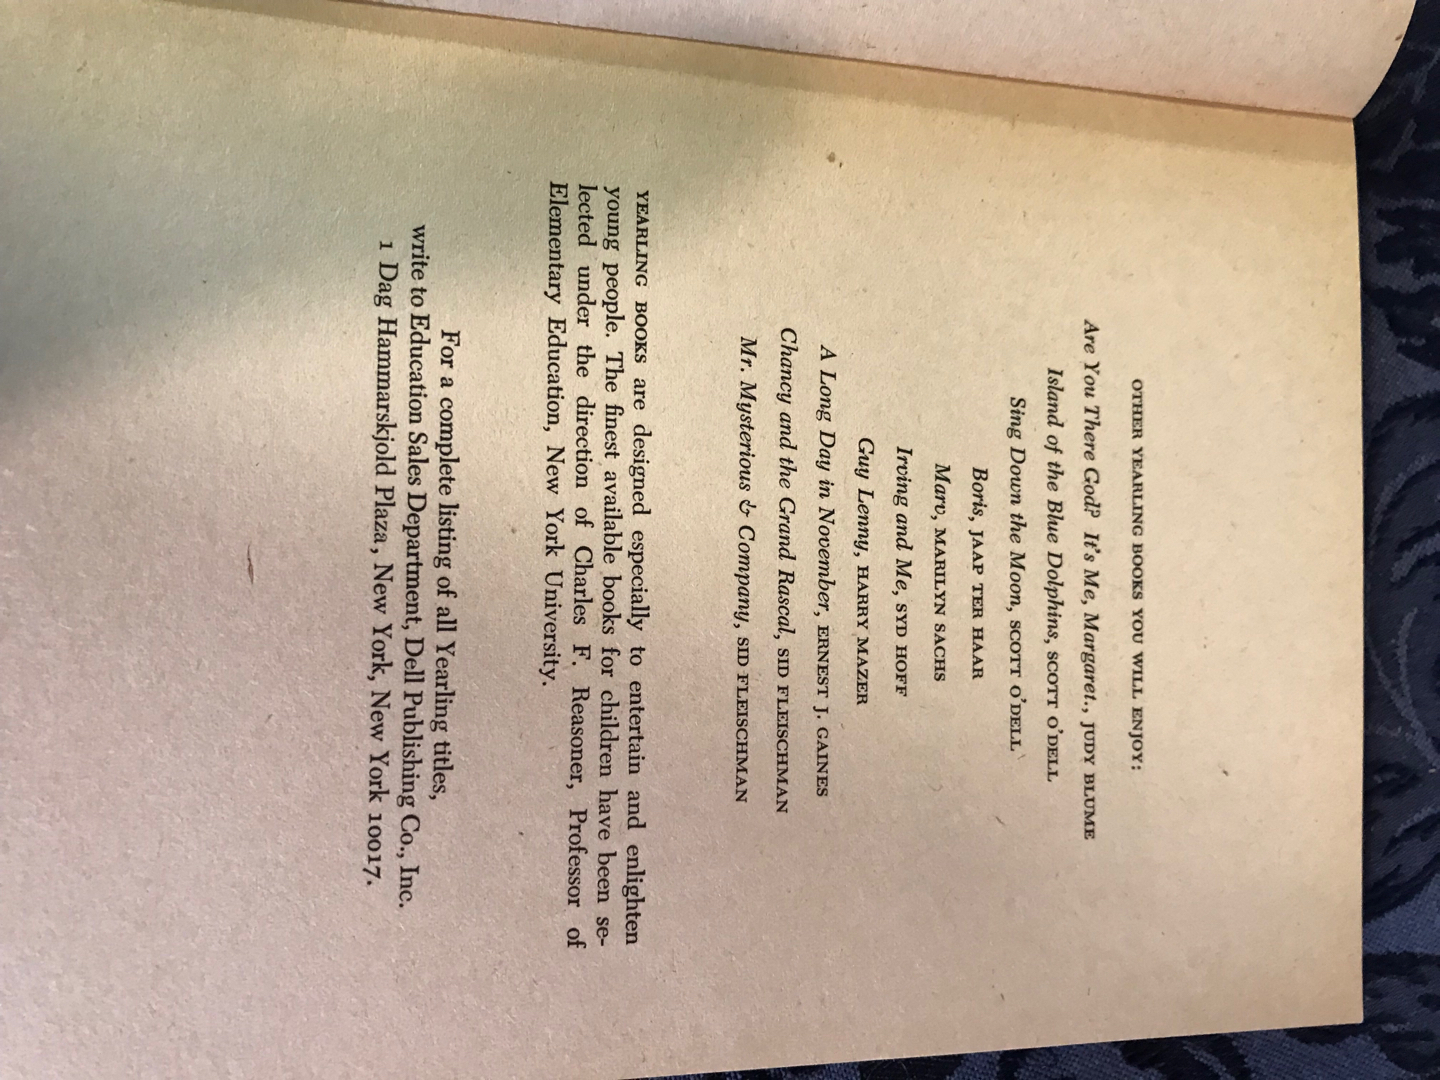 OTHER YEARLING BOOKS YOU WILL ENJOY:
Are You There God? It's Me, Margaret., JUDY BLUME
Island of the Blue Dolphins, SCOTT O'DELL
Sing Down the Moon, SCOTT O'DELL
Boris, JAAP TER HAAR
Marv, MARILYN SACHS
Irving and Me, SYD HOFF
Guy Lenny, HARRY MAZER
A Long Day in November, ERNEST J. GAINES
Chancy and the Grand Rascal, SID FLEISCHMAN
Mr. Mysterious & Company, SID FLEISCHMAN
YEARLING BOOKS are designed especially to entertain and enlighten
young people. The finest available books for children have been se-
lected under the direction of Charles F. Reasoner, Professor of
Elementary Education, New York University.
For a complete listing of all Yearling titles,
write to Education Sales Department, Dell Publishing Co., Inc.
1 Dag Hammarskjold Plaza, New York, New York 10017.